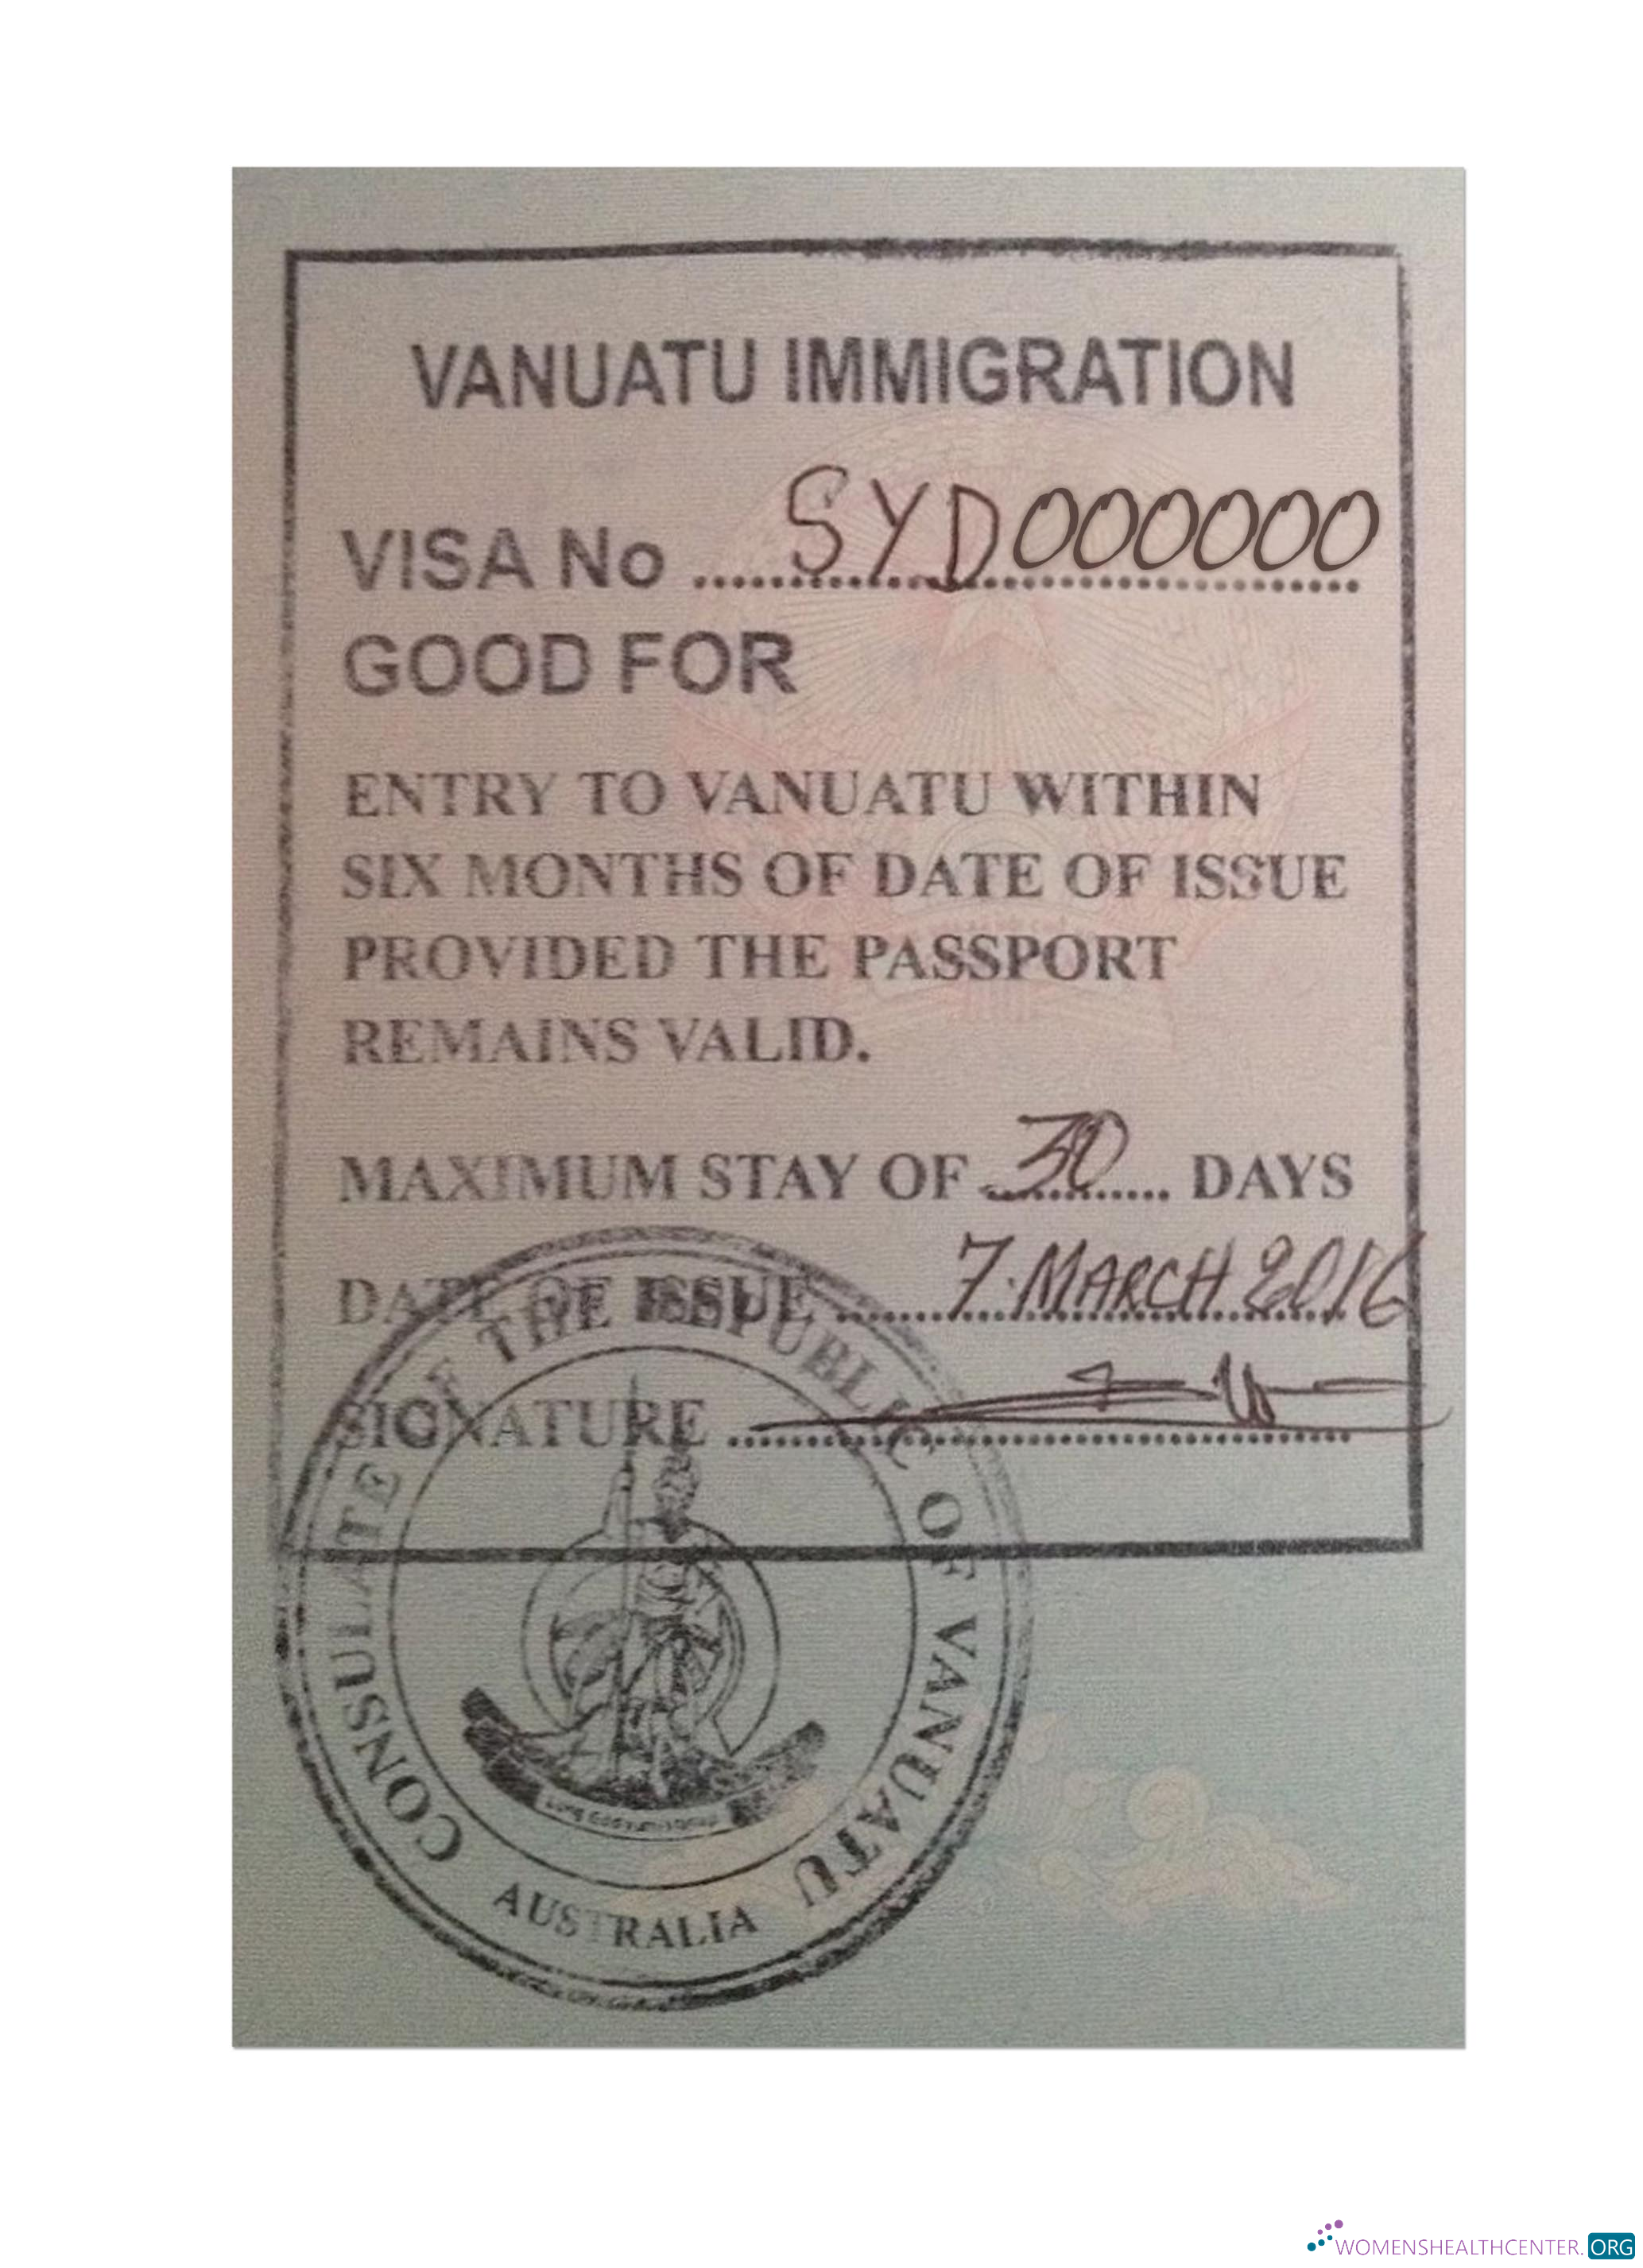 VANUATU IMMIGRATION
VISA No ..........SYD000000
GOOD FOR
ENTRY TO VANUATU WITHIN
SIX MONTHS OF DATE OF ISSUE
PROVIDED THE PASSPORT
REMAINS VALID.
MAXIMUM STAY OF 30 DAYS
DATE OF ISSUE 7 MARCH 2016
SIGNATURE
CONSULATE OF THE REPUBLIC OF VANUATU
AUSTRALIA
WOMENSHEALTHCENTER.ORG